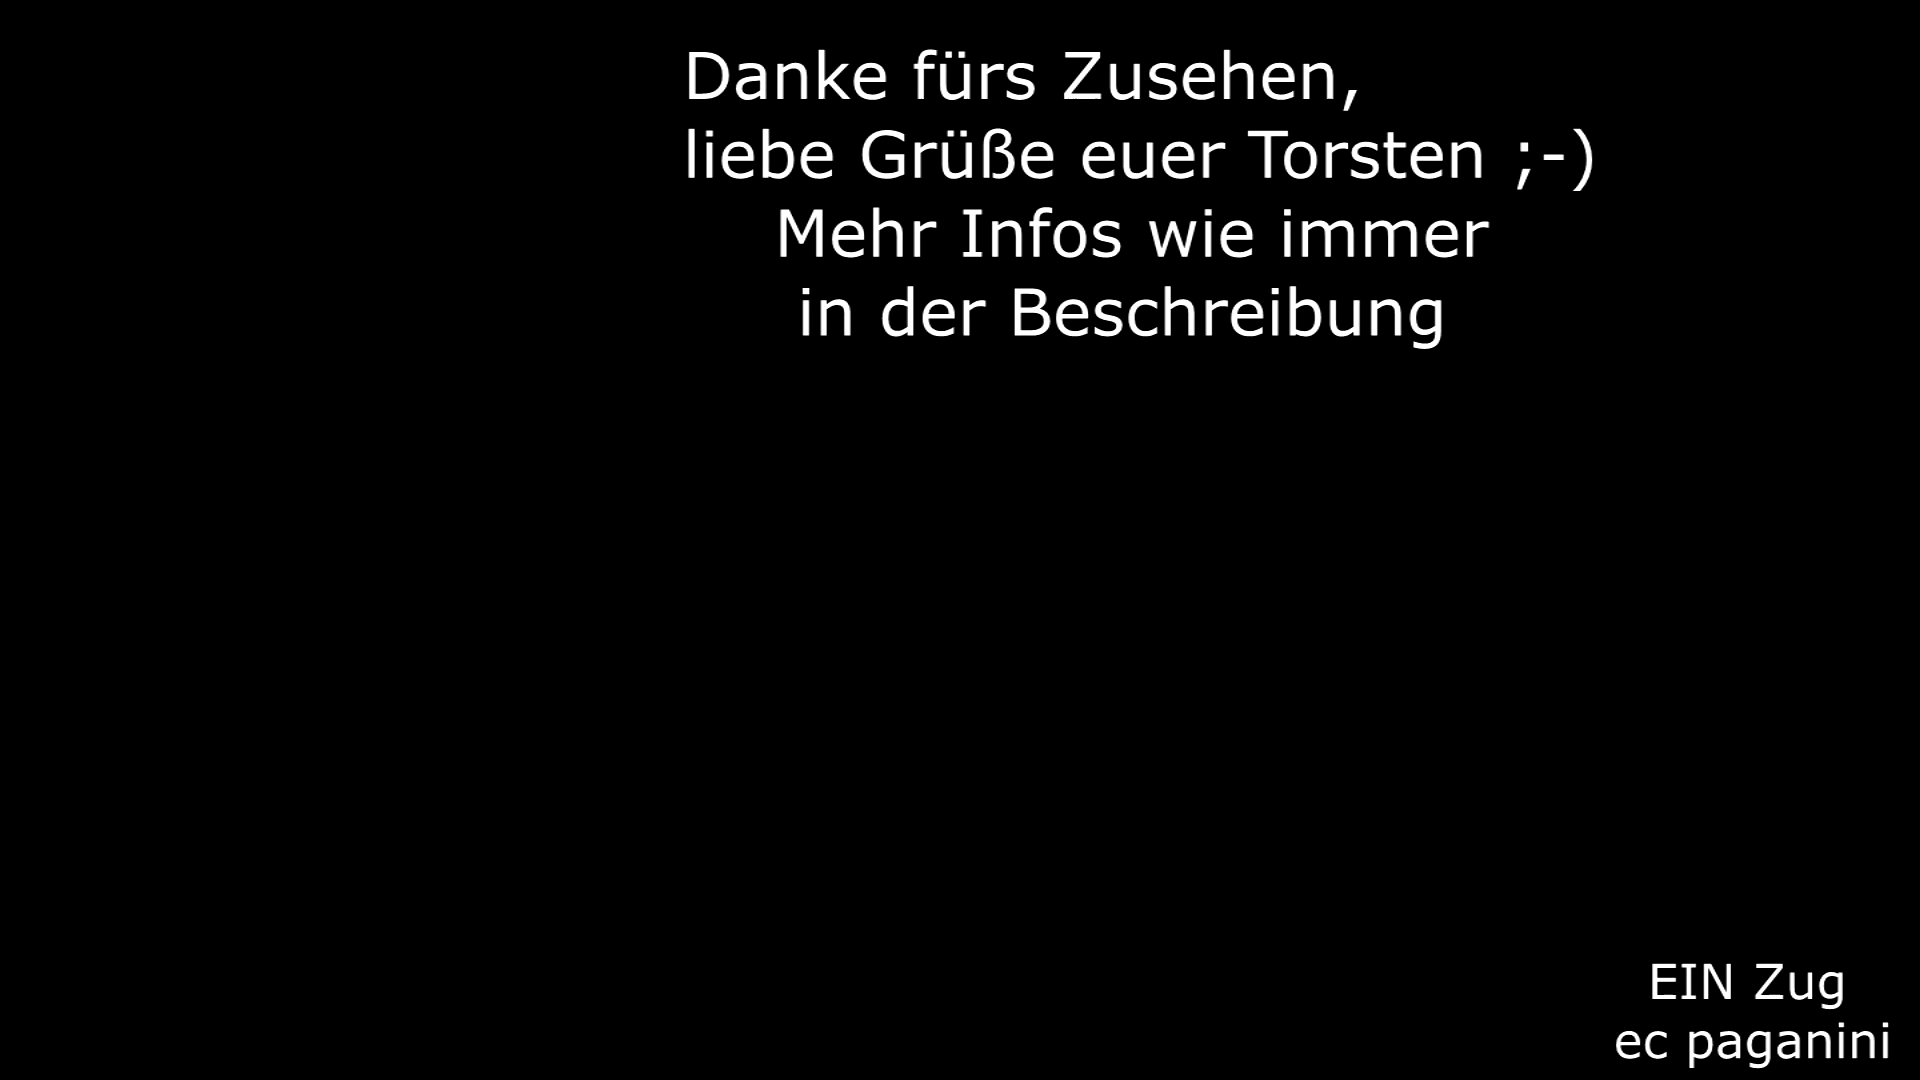 Danke fürs Zusehen,
liebe Grüße euer Torsten ;-)
Mehr Infos wie immer
in der Beschreibung
EIN Zug
ec paganini